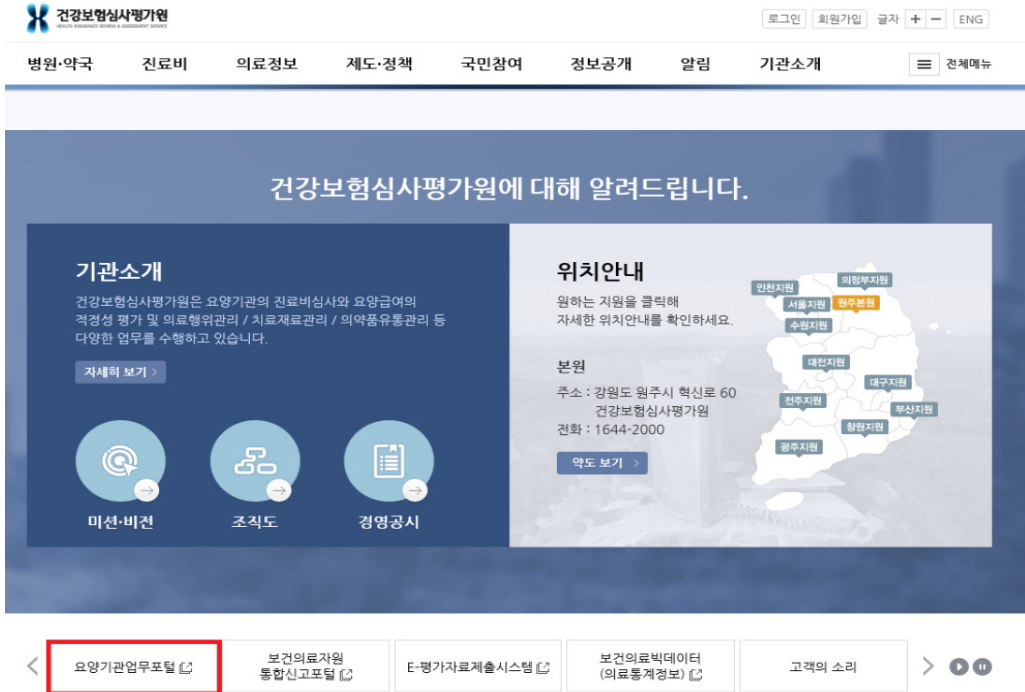 건강보험심사평가원
HEALTH INSURANCE REVIEW & ASSESSMENT SERVICE
로그인 회원가입 글자 + − ENG
병원·약국 진료비 의료정보 제도·정책 국민참여 정보공개 알림 기관소개 전체메뉴
건강보험심사평가원에 대해 알려드립니다.
기관소개
건강보험심사평가원은 요양기관의 진료비심사와 요양급여의
적정성 평가 및 의료행위관리 / 치료재료관리 / 의약품유통관리 등
다양한 업무를 수행하고 있습니다.
자세히 보기 >
미션·비전 조직도 경영공시
위치안내
원하는 지원을 클릭해
자세한 위치안내를 확인하세요.
본원
주소 : 강원도 원주시 혁신로 60
건강보험심사평가원
전화 : 1644-2000
약도 보기 >
의정부지원
인천지원
서울지원 원주본원
수원지원
대전지원
대구지원
전주지원
부산지원
창원지원
광주지원
요양기관업무포털
보건의료자원
통합신고포털
E-평가자료제출시스템
보건의료빅데이터
(의료통계정보)
고객의 소리